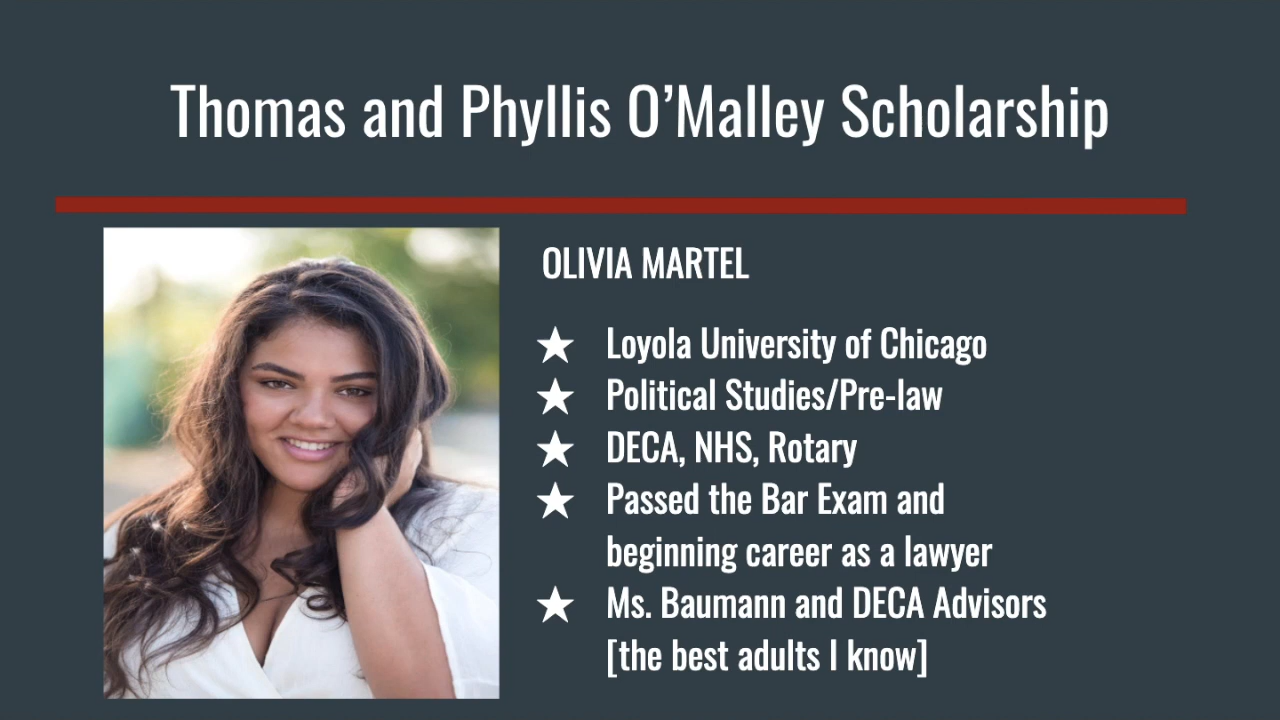 Thomas and Phyllis O’Malley Scholarship
OLIVIA MARTEL
★ Loyola University of Chicago
★ Political Studies/Pre-law
★ DECA, NHS, Rotary
★ Passed the Bar Exam and
beginning career as a lawyer
★ Ms. Baumann and DECA Advisors
[the best adults I know]